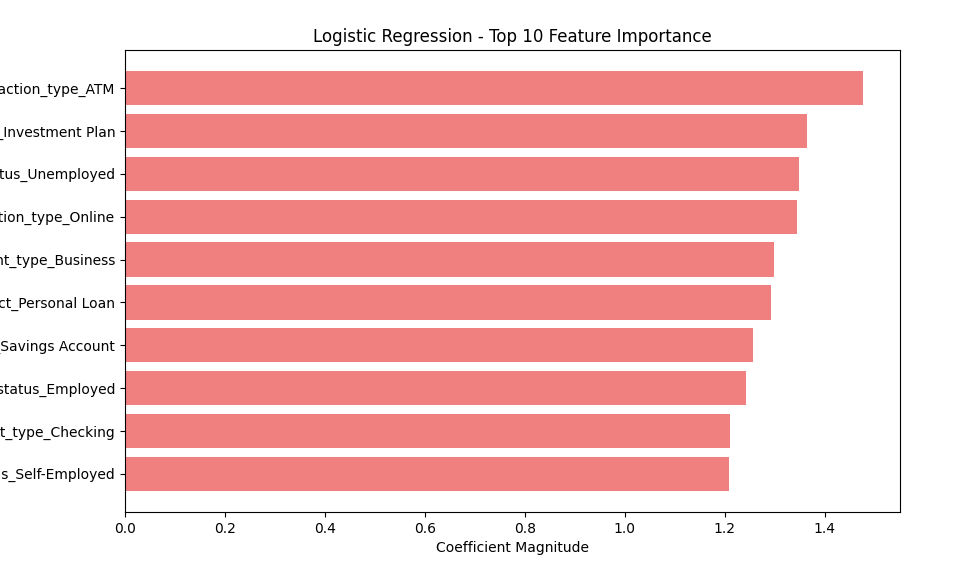 Logistic Regression - Top 10 Feature Importance
action_type_ATM
_Investment Plan
tus_Unemployed
tion_type_Online
nt_type_Business
ct_Personal Loan
_Savings Account
status_Employed
t_type_Checking
s_Self-Employed
0.0 0.2 0.4 0.6 0.8 1.0 1.2 1.4
Coefficient Magnitude